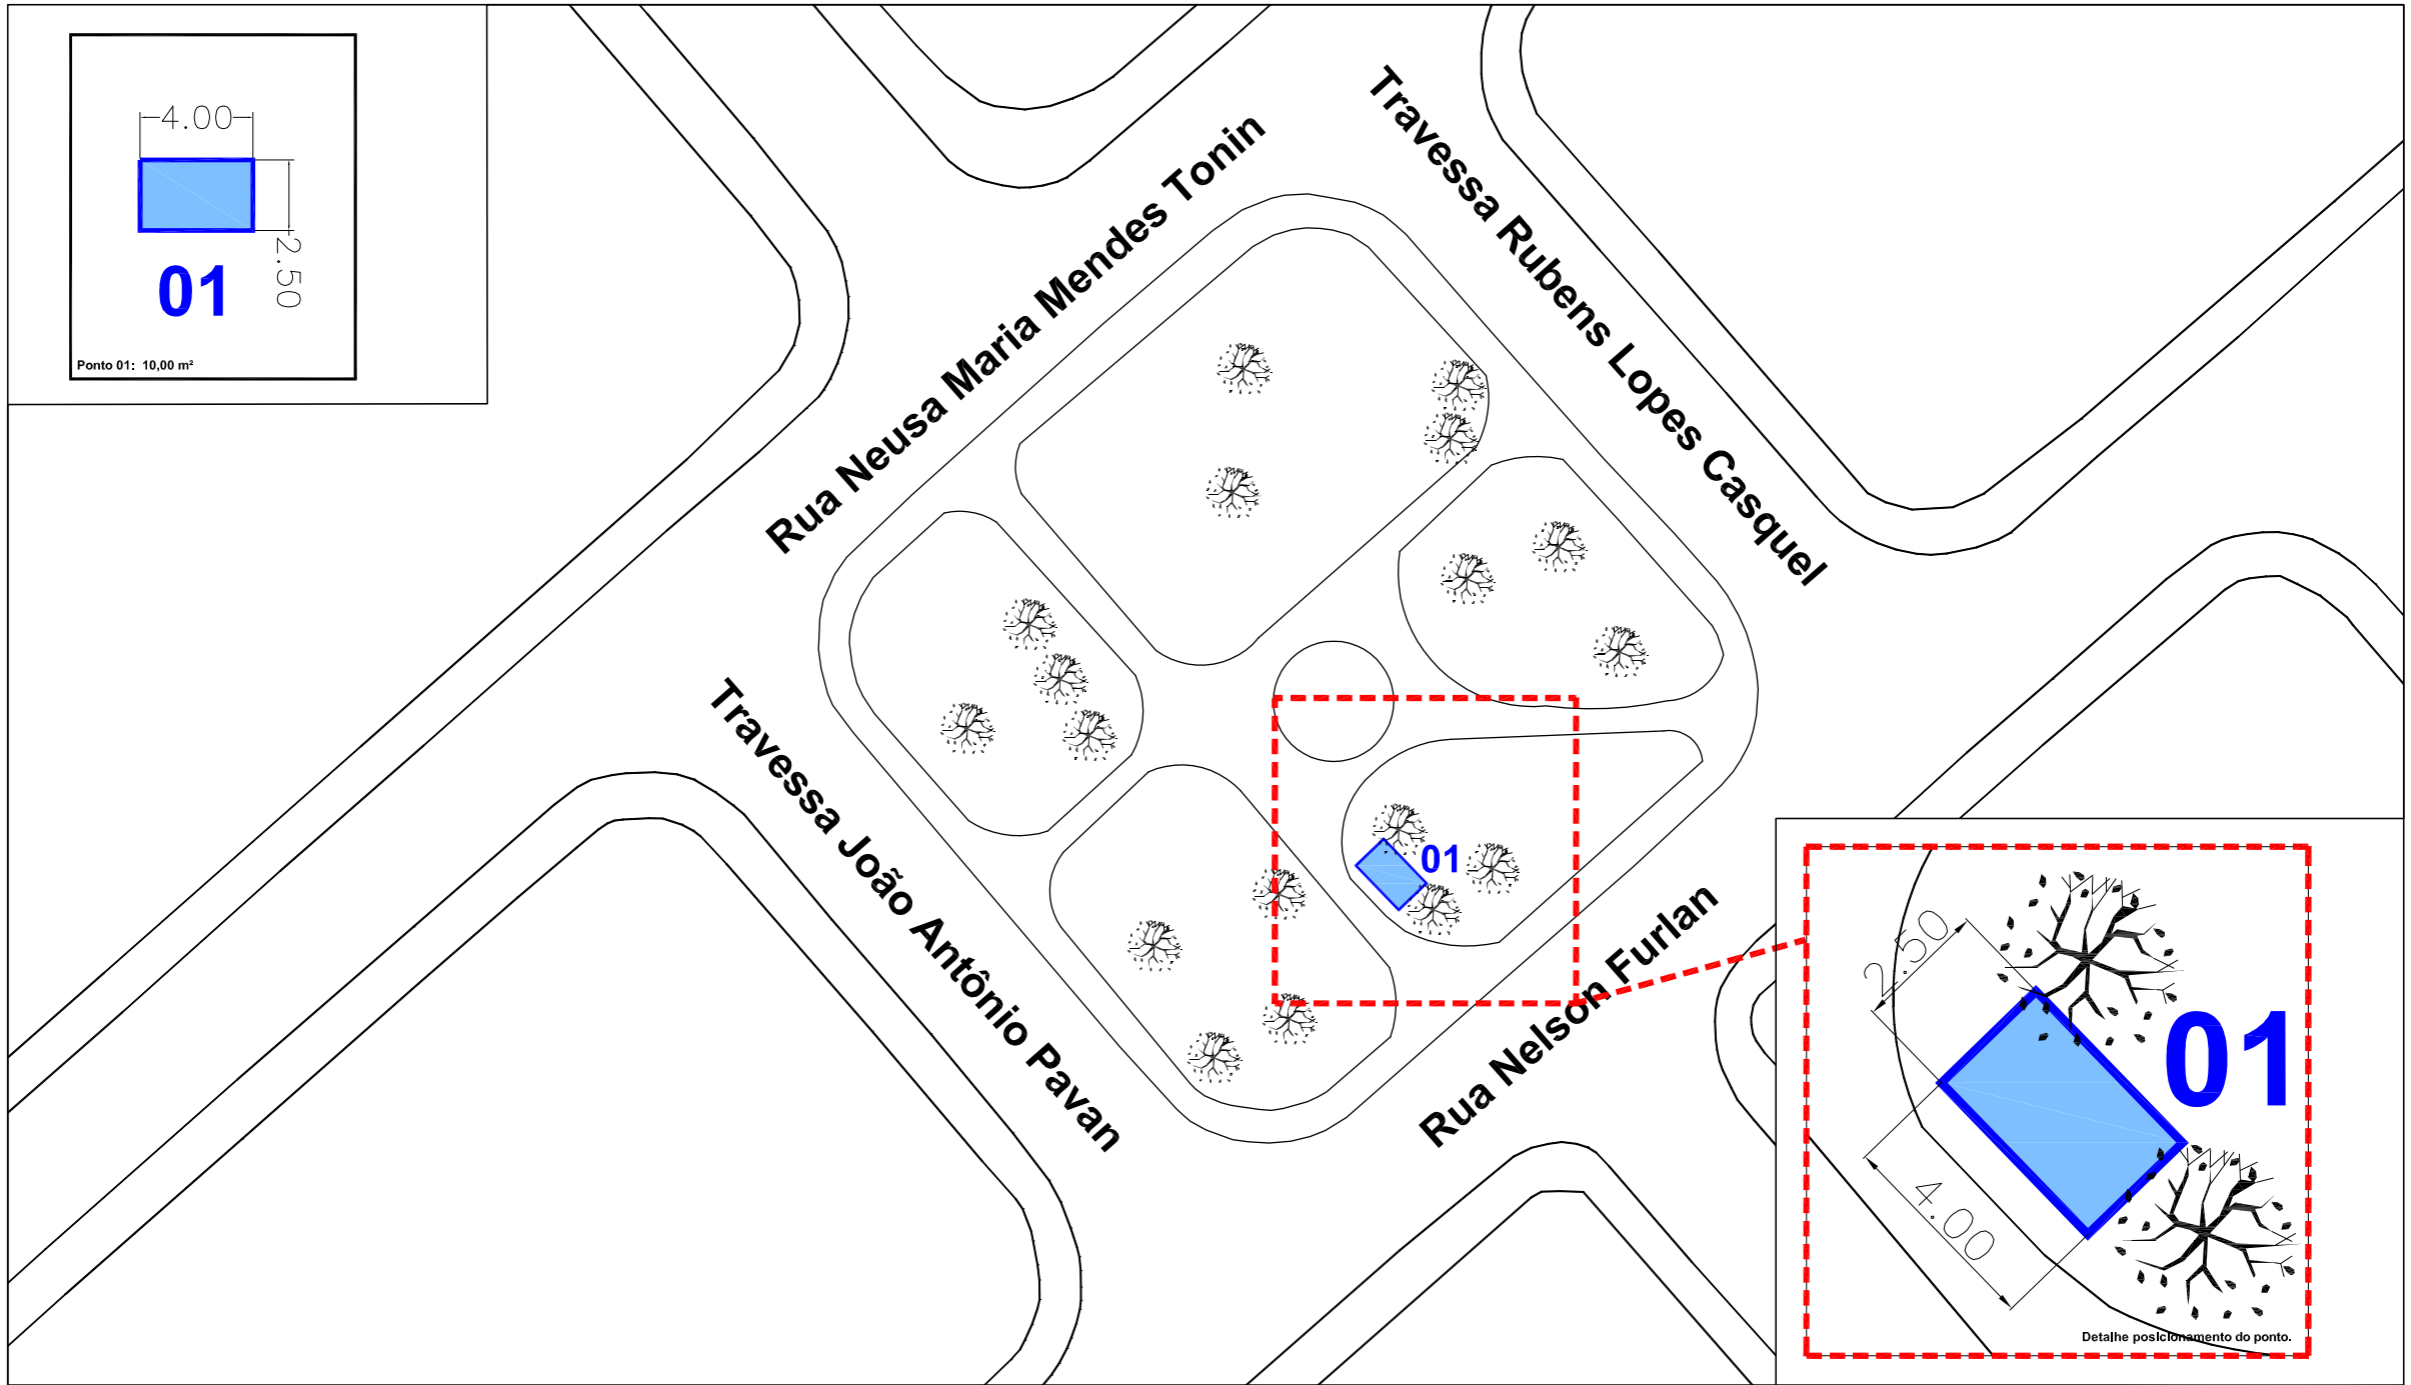 4.00
2.50
01
Ponto 01: 10,00 m²
Rua Neusa Maria Mendes Tonin
Travessa Rubens Lopes Casquel
Travessa João Antônio Pavan
01
Rua Nelson Furlan
2.50
01
4.00
Detalhe posicionamento do ponto.